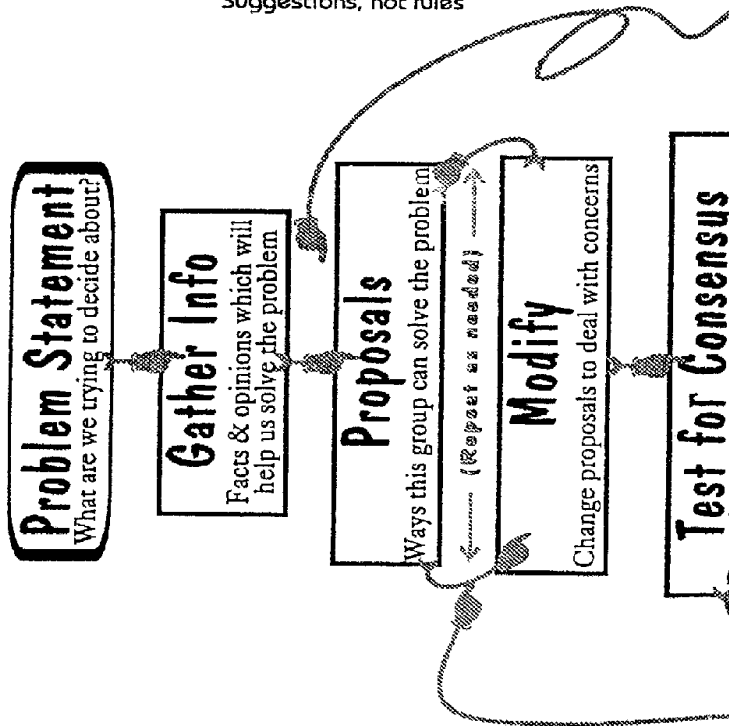 Suggestions, not rules
Problem Statement
What are we trying to decide about?
Gather Info
Facts & opinions which will
help us solve the problem
Proposals
Ways this group can solve the problem
(Repeat as needed)
Modify
Change proposals to deal with concerns
Test for Consensus